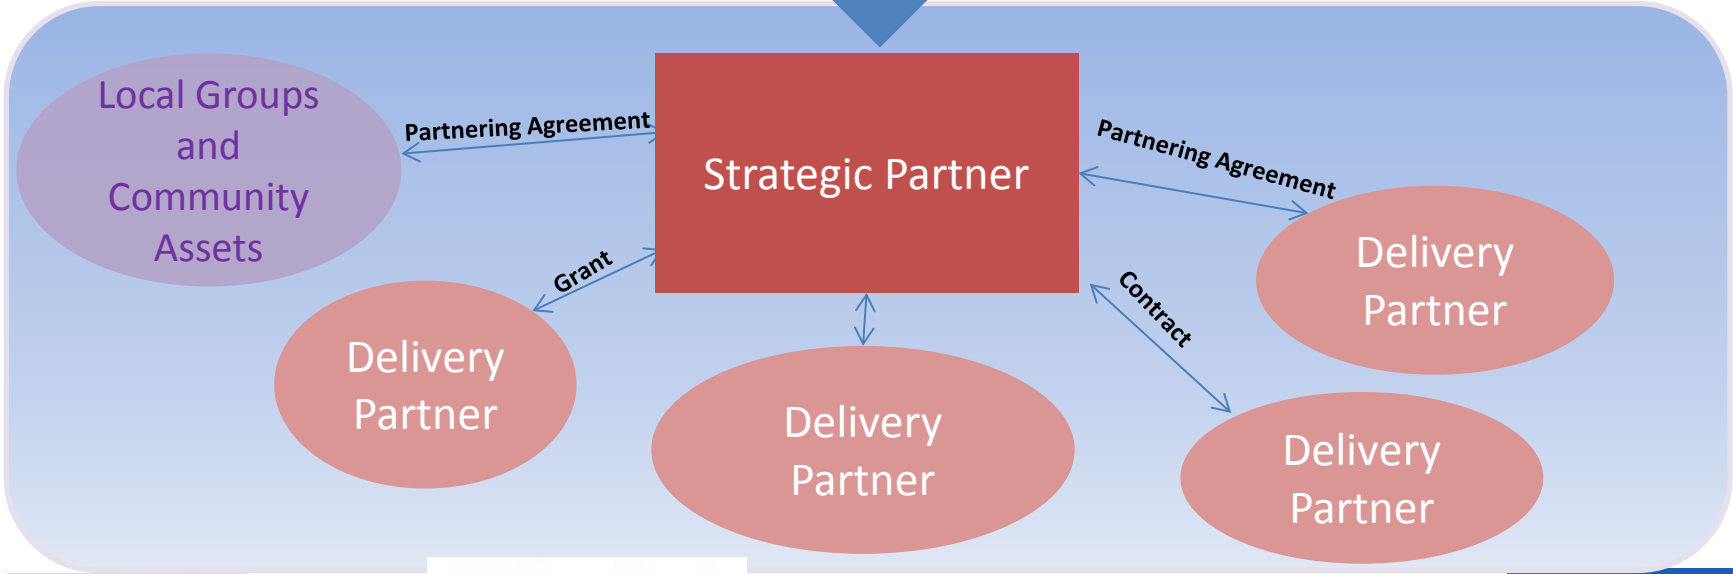 Local Groups
and
Community
Assets
Partnering Agreement
Strategic Partner
Partnering Agreement
Delivery
Partner
Grant
Contract
Delivery
Partner
Delivery
Partner
Delivery
Partner